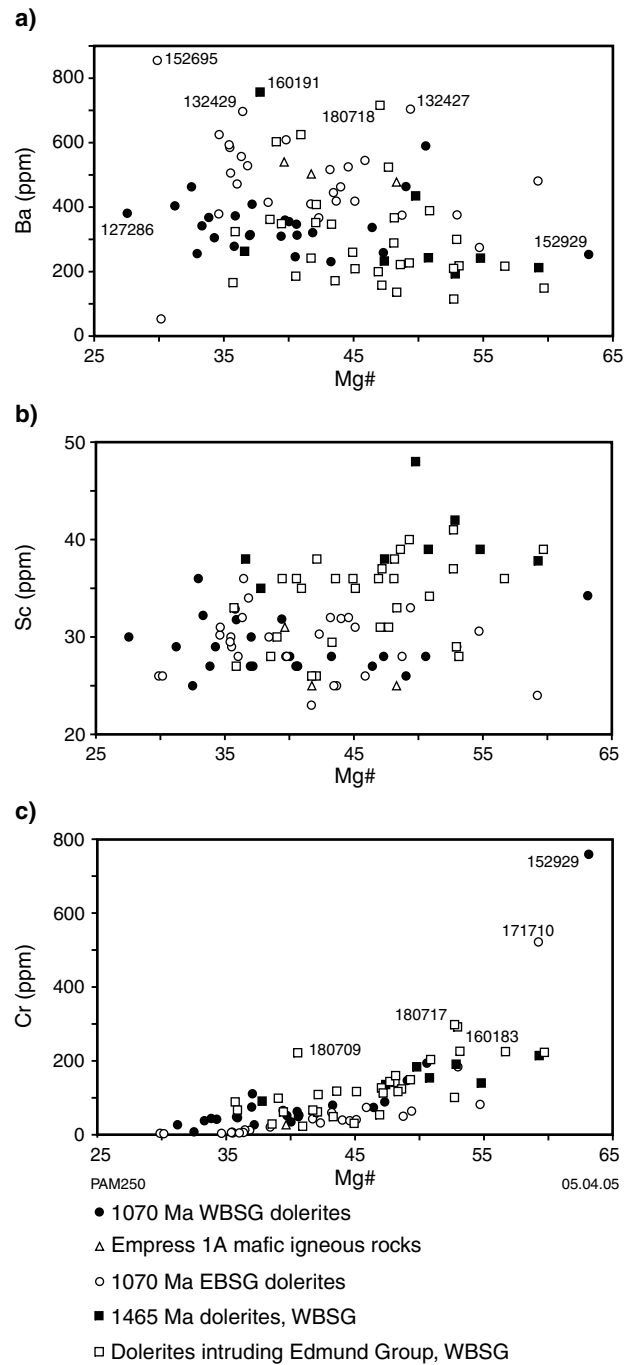 a)
800
600
400
200
0
Ba (ppm)
152695
160191
132429
180718
132427
127286
152929
25 35 45 55 65
Mg#
b)
50
40
30
20
Sc (ppm)
25 35 45 55 65
Mg#
c)
800
600
400
200
0
Cr (ppm)
152929
171710
180717
160183
180709
25 35 45 55 65
Mg#
PAM250 05.04.05
1070 Ma WBSG dolerites
Empress 1A mafic igneous rocks
1070 Ma EBSG dolerites
1465 Ma dolerites, WBSG
Dolerites intruding Edmund Group, WBSG